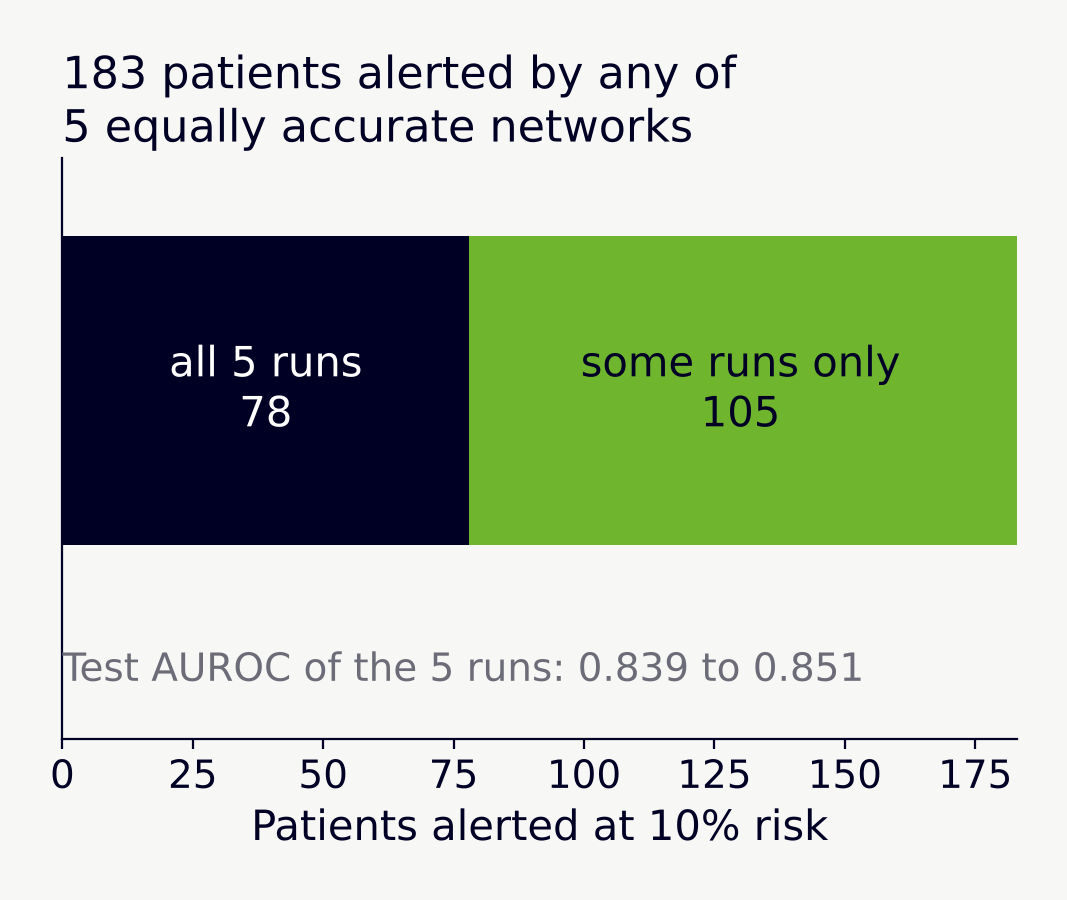 183 patients alerted by any of
5 equally accurate networks
all 5 runs
78
some runs only
105
Test AUROC of the 5 runs: 0.839 to 0.851
0 25 50 75 100 125 150 175
Patients alerted at 10% risk